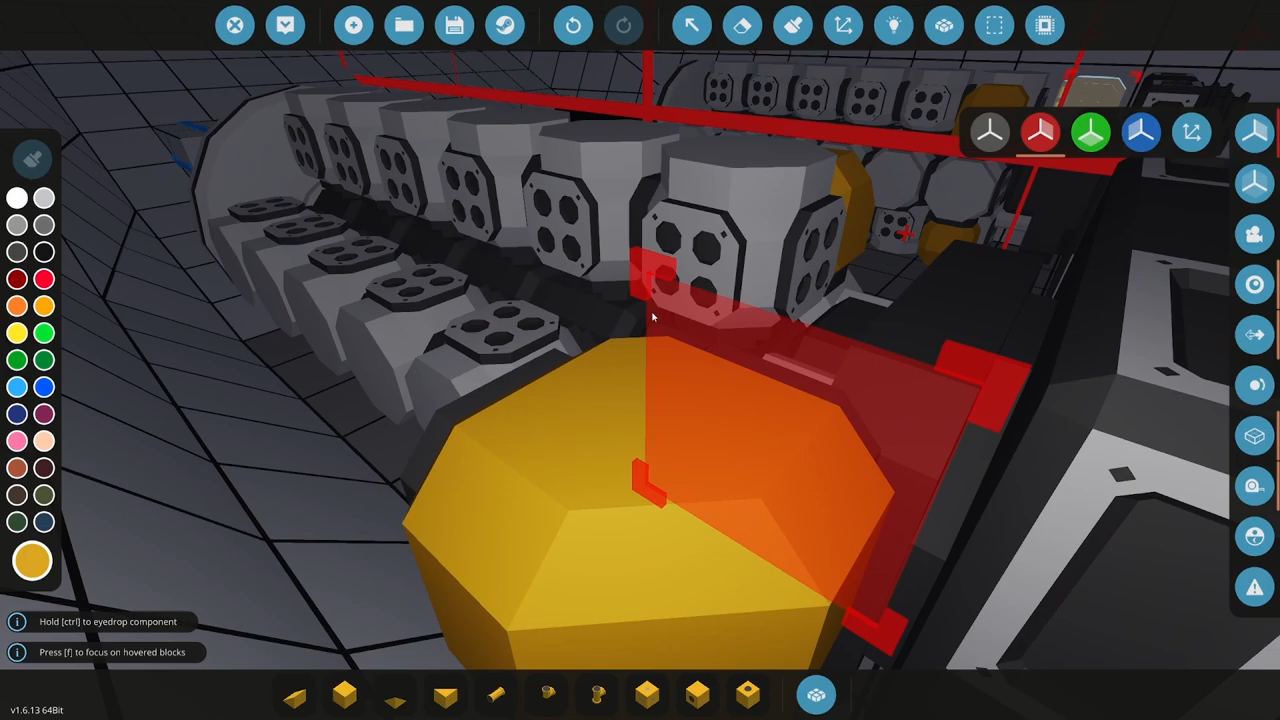 Hold [ctrl] to eyedrop component
Press [f] to focus on hovered blocks
v1.6.13 64Bit